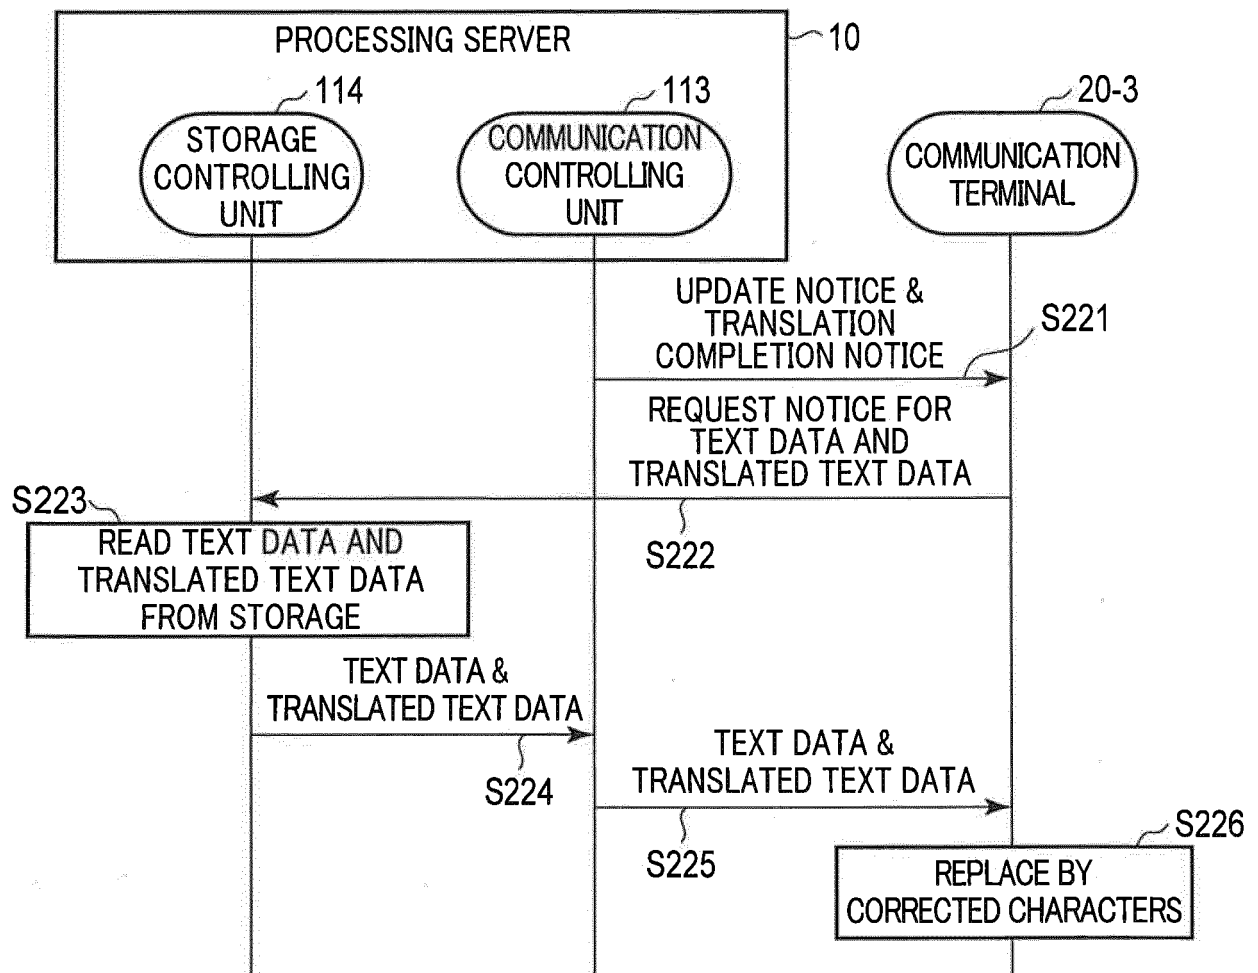 PROCESSING SERVER
10
114
113
20-3
STORAGE
CONTROLLING
UNIT
COMMUNICATION
CONTROLLING
UNIT
COMMUNICATION
TERMINAL
UPDATE NOTICE &
TRANSLATION
COMPLETION NOTICE
S221
REQUEST NOTICE FOR
TEXT DATA AND
TRANSLATED TEXT DATA
S222
S223
READ TEXT DATA AND
TRANSLATED TEXT DATA
FROM STORAGE
TEXT DATA &
TRANSLATED TEXT DATA
S224
TEXT DATA &
TRANSLATED TEXT DATA
S225
S226
REPLACE BY
CORRECTED CHARACTERS